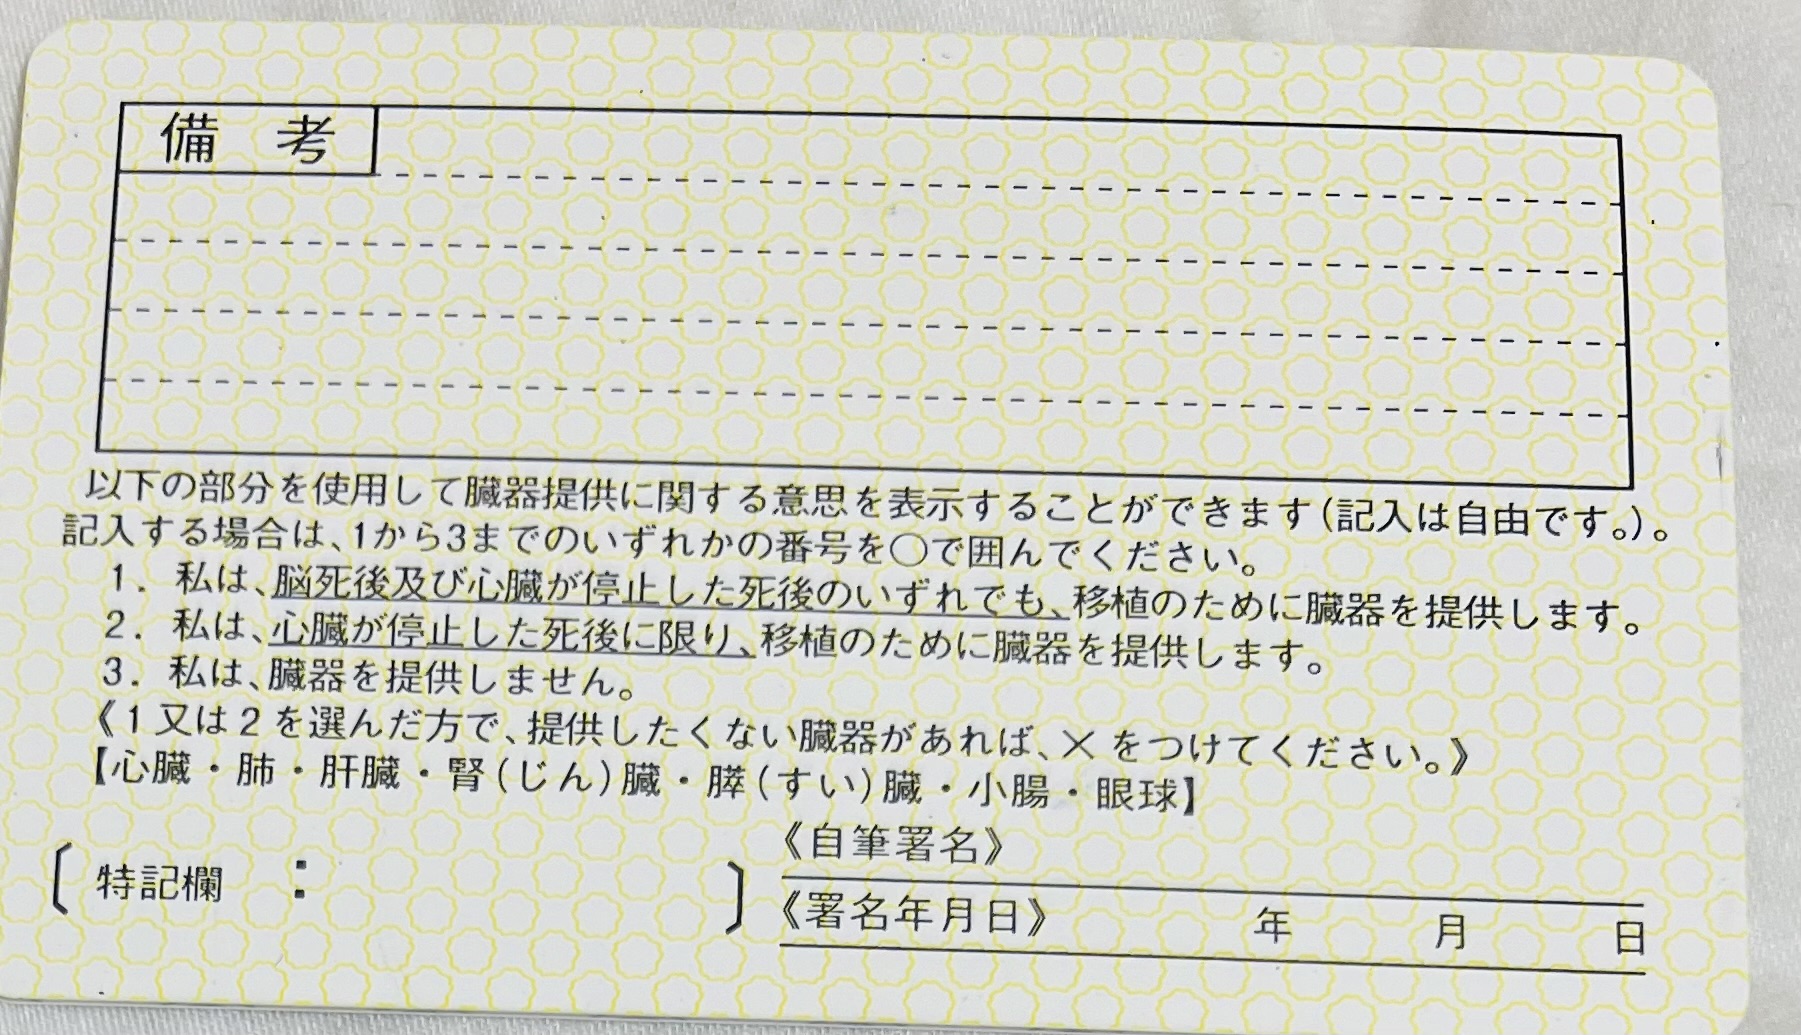 備 考
以下の部分を使用して臓器提供に関する意思を表示することができます(記入は自由です。)。
記入する場合は、1から3までのいずれかの番号を○で囲んでください。
1. 私は、脳死後及び心臓が停止した死後のいずれでも、移植のために臓器を提供します。
2. 私は、心臓が停止した死後に限り、移植のために臓器を提供します。
3. 私は、臓器を提供しません。
《1又は2を選んだ方で、提供したくない臓器があれば、×をつけてください。》
【心臓・肺・肝臓・腎(じん)臓・膵(すい)臓・小腸・眼球】
〔特記欄 : 〕
《自筆署名》
《署名年月日》 年 月 日